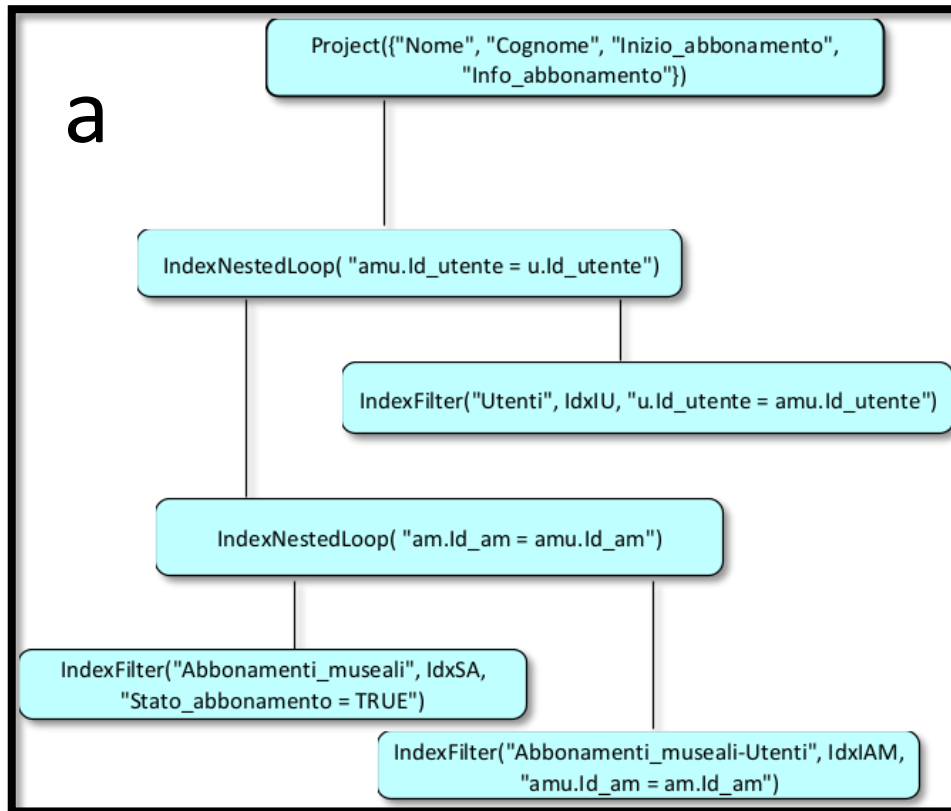 Project({"Nome", "Cognome", "Inizio_abbonamento",
"Info_abbonamento"})
a
IndexNestedLoop( "amu.Id_utente = u.Id_utente")
IndexFilter("Utenti", IdxIU, "u.Id_utente = amu.Id_utente")
IndexNestedLoop( "am.Id_am = amu.Id_am")
IndexFilter("Abbonamenti_museali", IdxSA,
"Stato_abbonamento = TRUE")
IndexFilter("Abbonamenti_museali-Utenti", IdxIAM,
"amu.Id_am = am.Id_am")